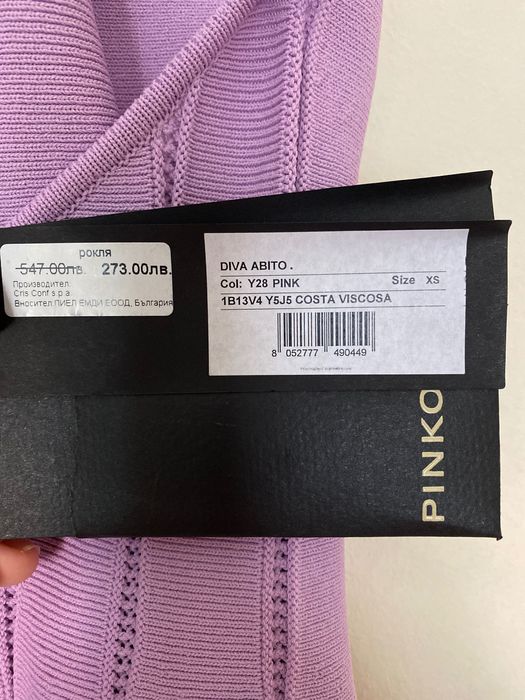 рокля
547.00лв. 273.00лв.
Производител:
Cris Conf s.p.a.
Вносител:ПИЕЛ ЕМДИ ЕООД, България
DIVA ABITO .
Col: Y28 PINK Size XS
1B13V4 Y5J5 COSTA VISCOSA
8 052777 490449
PINKO